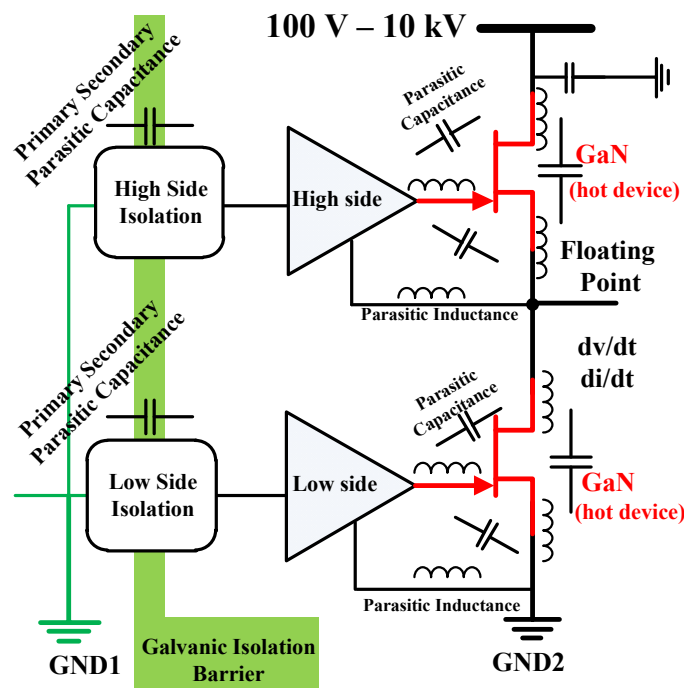 100 V – 10 kV
Primary Secondary
Parasitic Capacitance
Parasitic
Capacitance
GaN
(hot device)
High Side
Isolation
High side
Floating
Point
Parasitic Inductance
Primary Secondary
Parasitic Capacitance
dv/dt
di/dt
Parasitic
Capacitance
GaN
(hot device)
Low Side
Isolation
Low side
Parasitic Inductance
GND1
Galvanic Isolation
Barrier
GND2